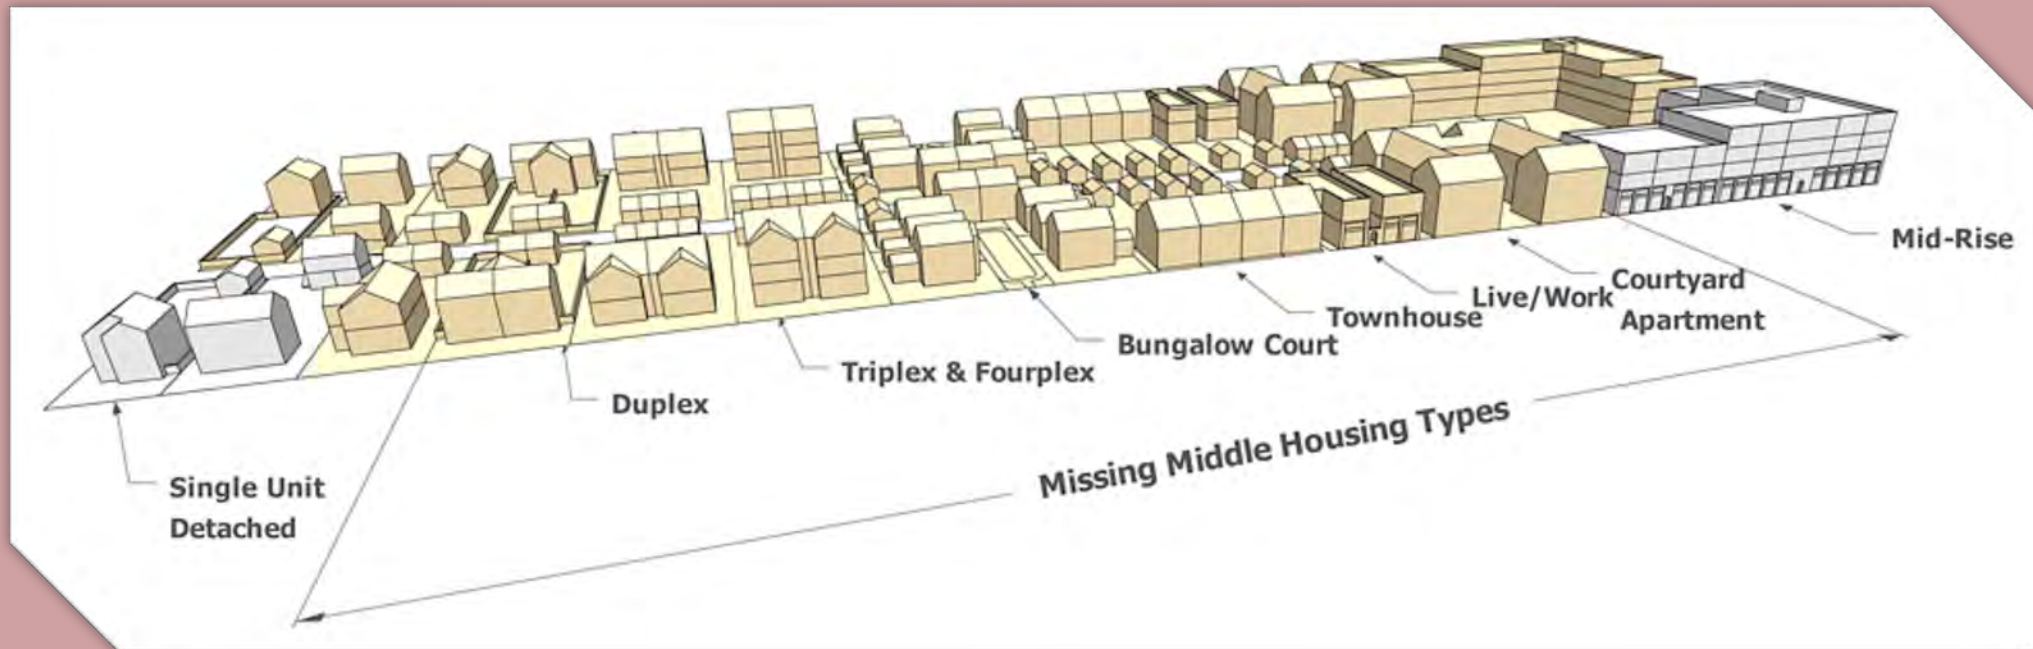 Single Unit
Detached
Duplex
Triplex & Fourplex
Bungalow Court
Townhouse
Live/Work
Courtyard
Apartment
Mid-Rise
Missing Middle Housing Types